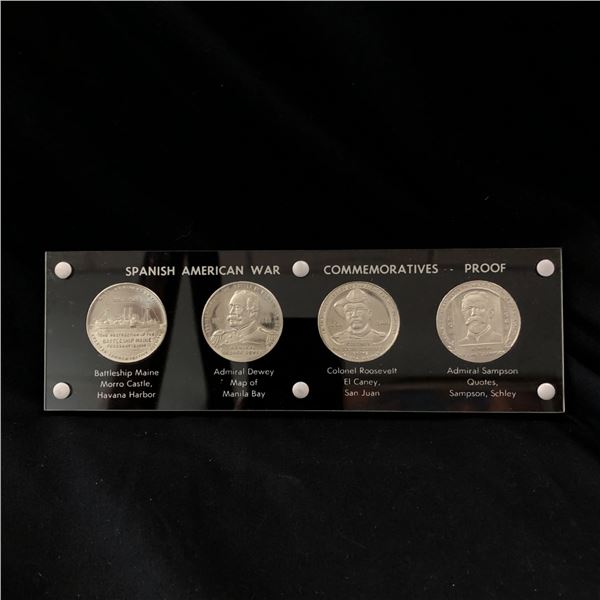 SPANISH AMERICAN WAR COMMEMORATIVES - - PROOF
BATTLESHIP MAINE
Battleship Maine
Morro Castle,
Havana Harbor
Admiral Dewey
Map of
Manila Bay
Colonel Roosevelt
El Caney,
San Juan
Admiral Sampson
Quotes,
Sampson, Schley